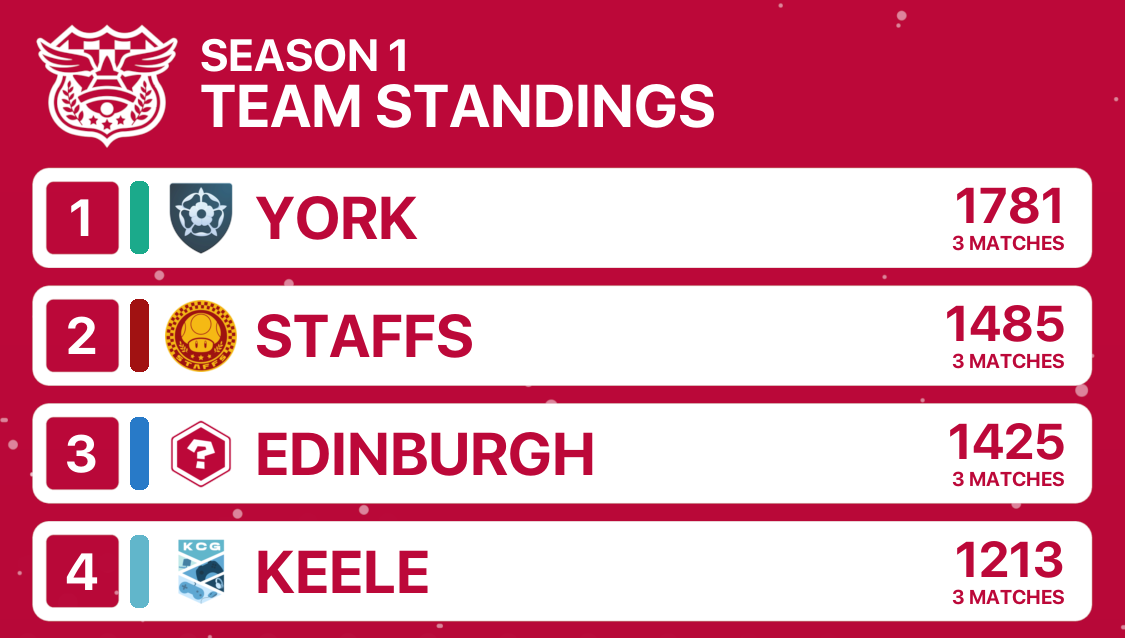 SEASON 1
TEAM STANDINGS
1
YORK
1781
3 MATCHES
2
STAFFS
STAFFS
1485
3 MATCHES
3
?
EDINBURGH
1425
3 MATCHES
4
KCG
KEELE
1213
3 MATCHES